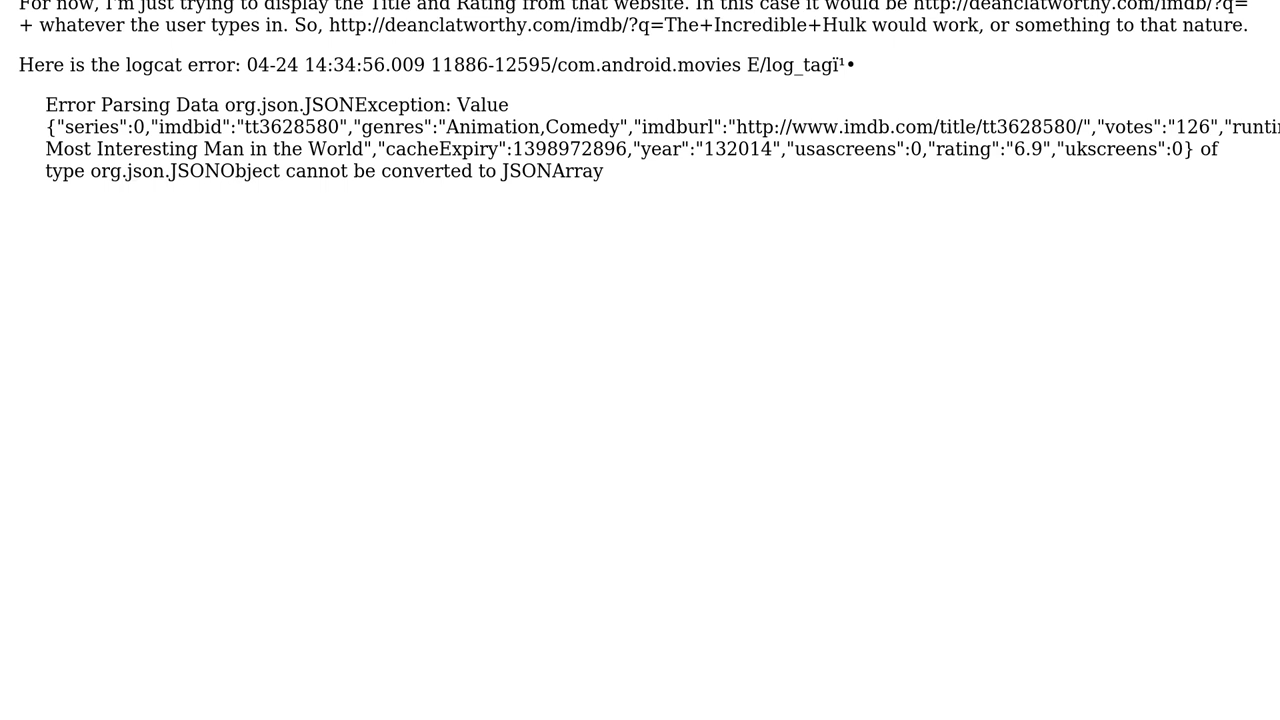 For now, I'm just trying to display the Title and Rating from that website. In this case it would be http://deanclatworthy.com/imdb/?q=
+ whatever the user types in. So, http://deanclatworthy.com/imdb/?q=The+Incredible+Hulk would work, or something to that nature.
Here is the logcat error: 04-24 14:34:56.009 11886-12595/com.android.movies E/log_tagï¹•
Error Parsing Data org.json.JSONException: Value
{"series":0,"imdbid":"tt3628580","genres":"Animation,Comedy","imdburl":"http://www.imdb.com/title/tt3628580/","votes":"126","runti
Most Interesting Man in the World","cacheExpiry":1398972896,"year":"132014","usascreens":0,"rating":"6.9","ukscreens":0} of
type org.json.JSONObject cannot be converted to JSONArray